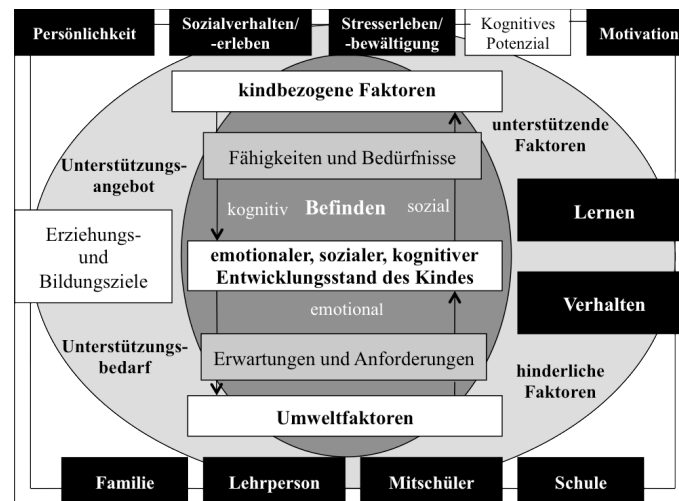 Persönlichkeit
Sozialverhalten/
-erleben
Stresserleben/
-bewältigung
Kognitives
Potenzial
Motivation
kindbezogene Faktoren
unterstützende
Faktoren
Fähigkeiten und Bedürfnisse
Unterstützungs-
angebot
kognitiv
Befinden
sozial
Lernen
Erziehungs-
und
Bildungsziele
emotionaler, sozialer, kognitiver
Entwicklungsstand des Kindes
emotional
Verhalten
Unterstützungs-
bedarf
Erwartungen und Anforderungen
hinderliche
Faktoren
Umweltfaktoren
Familie
Lehrperson
Mitschüler
Schule